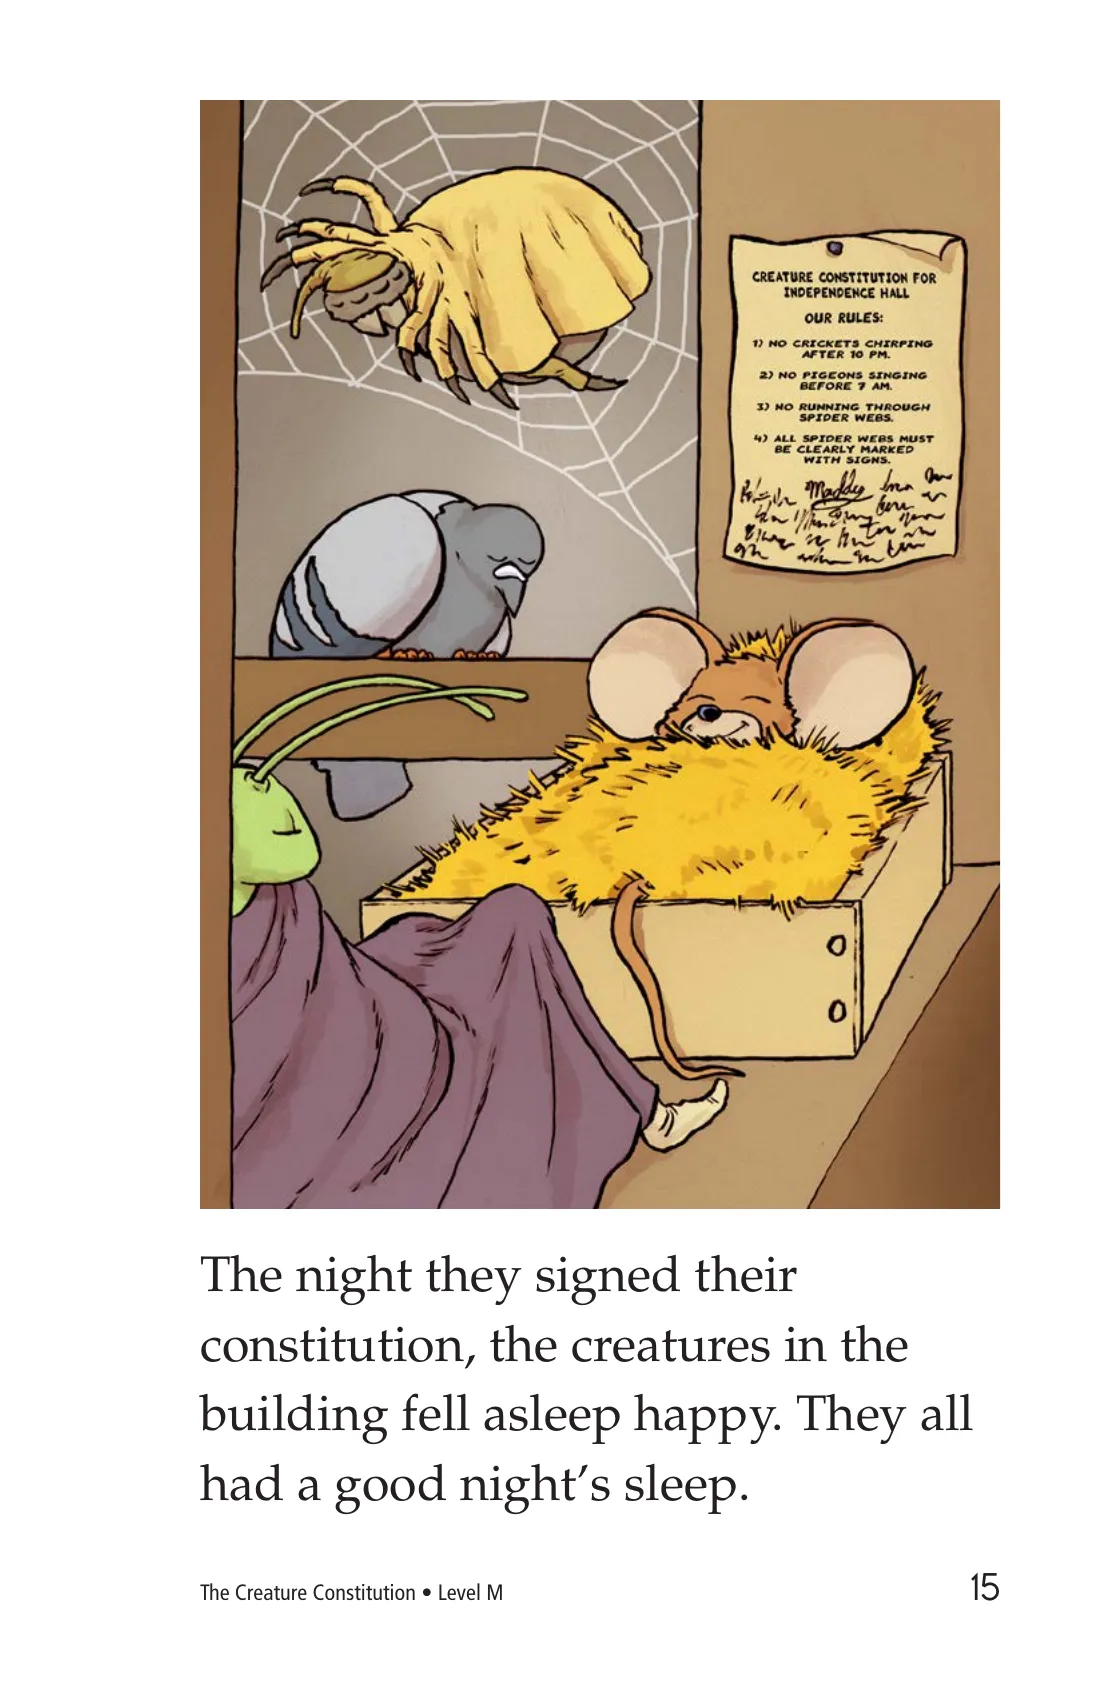 CREATURE CONSTITUTION FOR
INDEPENDENCE HALL
OUR RULES:
1) NO CRICKETS CHIRPING
AFTER 10 PM.
2) NO PIGEONS SINGING
BEFORE 7 AM.
3) NO RUNNING THROUGH
SPIDER WEBS.
4) ALL SPIDER WEBS MUST
BE CLEARLY MARKED
WITH SIGNS.
Maddy
The night they signed their
constitution, the creatures in the
building fell asleep happy. They all
had a good night’s sleep.
The Creature Constitution • Level M
15